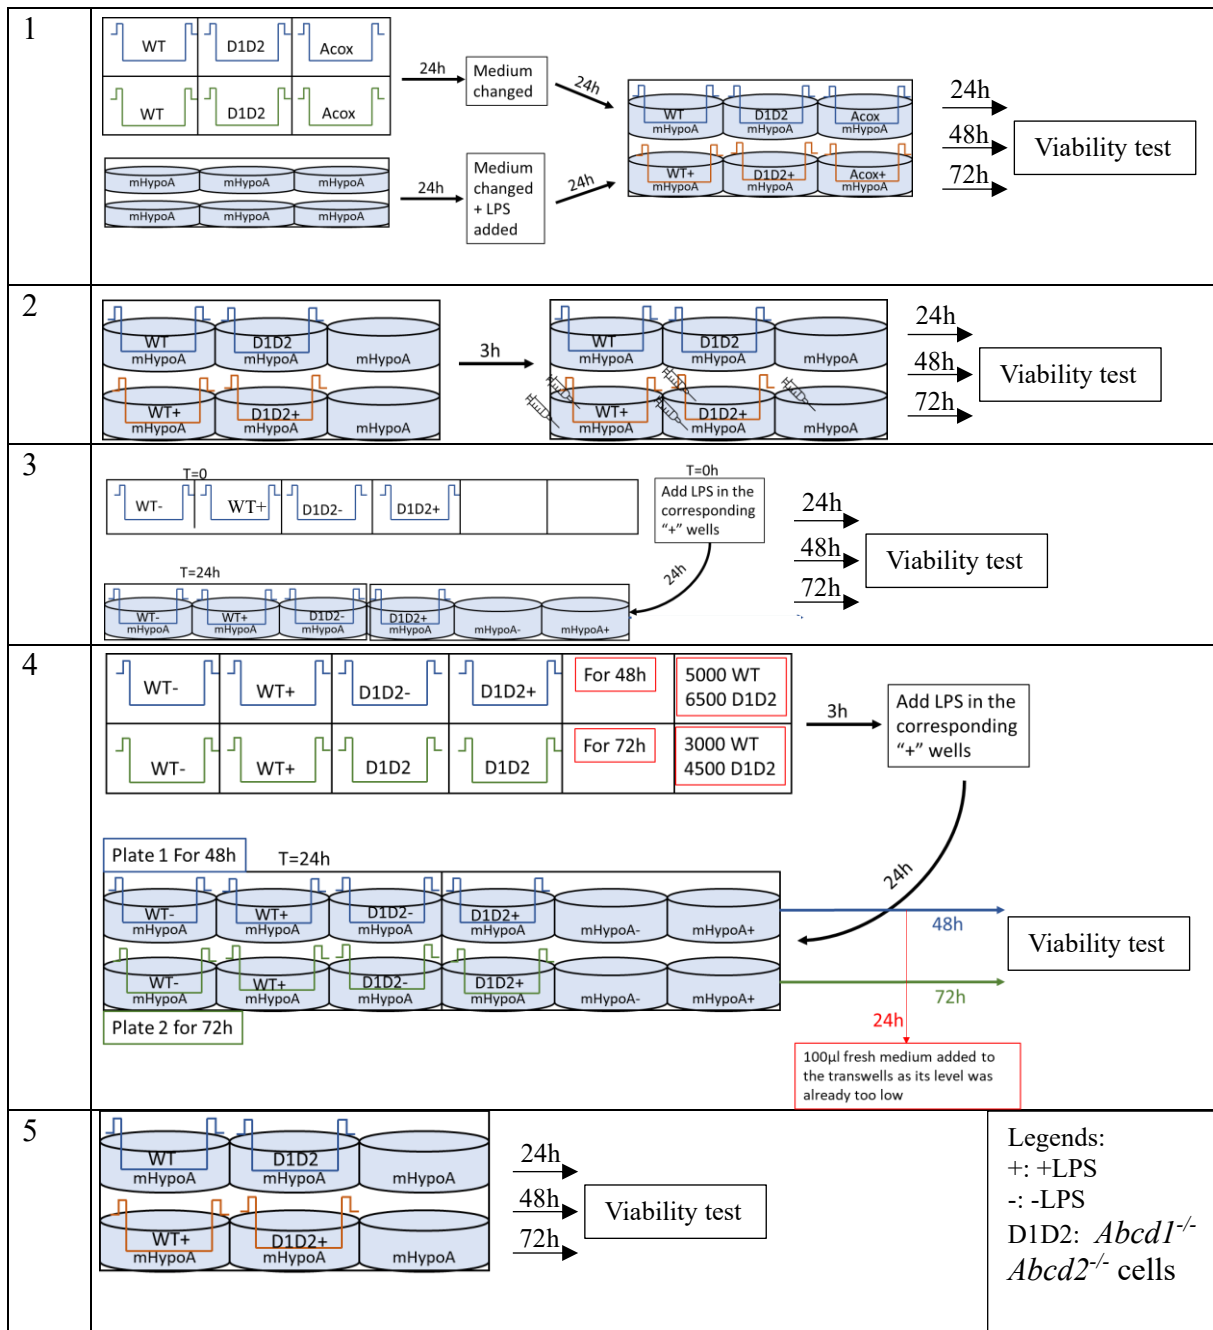 1
WT
D1D2
Acox
WT
D1D2
Acox
24h
Medium
changed
24h
mHypoA
mHypoA
mHypoA
mHypoA
mHypoA
mHypoA
24h
Medium
changed
+ LPS
added
24h
WT
mHypoA
D1D2
mHypoA
Acox
mHypoA
WT+
mHypoA
D1D2+
mHypoA
Acox+
mHypoA
24h
48h
72h
Viability test
2
WT
mHypoA
D1D2
mHypoA
mHypoA
WT+
mHypoA
D1D2+
mHypoA
mHypoA
3h
WT
mHypoA
D1D2
mHypoA
mHypoA
WT+
mHypoA
D1D2+
mHypoA
mHypoA
24h
48h
72h
Viability test
3
T=0
WT-
WT+
D1D2-
D1D2+
T=0h
Add LPS in the
corresponding
"+" wells
24h
T=24h
WT-
mHypoA
WT+
mHypoA
D1D2-
mHypoA
D1D2+
mHypoA
mHypoA-
mHypoA+
24h
48h
72h
Viability test
4
WT-
WT+
D1D2-
D1D2+
For 48h
5000 WT
6500 D1D2
WT-
WT+
D1D2
D1D2
For 72h
3000 WT
4500 D1D2
3h
Add LPS in the
corresponding
"+" wells
24h
Plate 1 For 48h
T=24h
WT-
mHypoA
WT+
mHypoA
D1D2-
mHypoA
D1D2+
mHypoA
mHypoA-
mHypoA+
WT-
mHypoA
WT+
mHypoA
D1D2-
mHypoA
D1D2+
mHypoA
mHypoA-
mHypoA+
Plate 2 for 72h
48h
72h
Viability test
24h
100µl fresh medium added to
the transwells as its level was
already too low
5
WT
mHypoA
D1D2
mHypoA
mHypoA
WT+
mHypoA
D1D2+
mHypoA
mHypoA
24h
48h
72h
Viability test
Legends:
+: +LPS
-: -LPS
D1D2: Abcd1-/-
Abcd2-/- cells